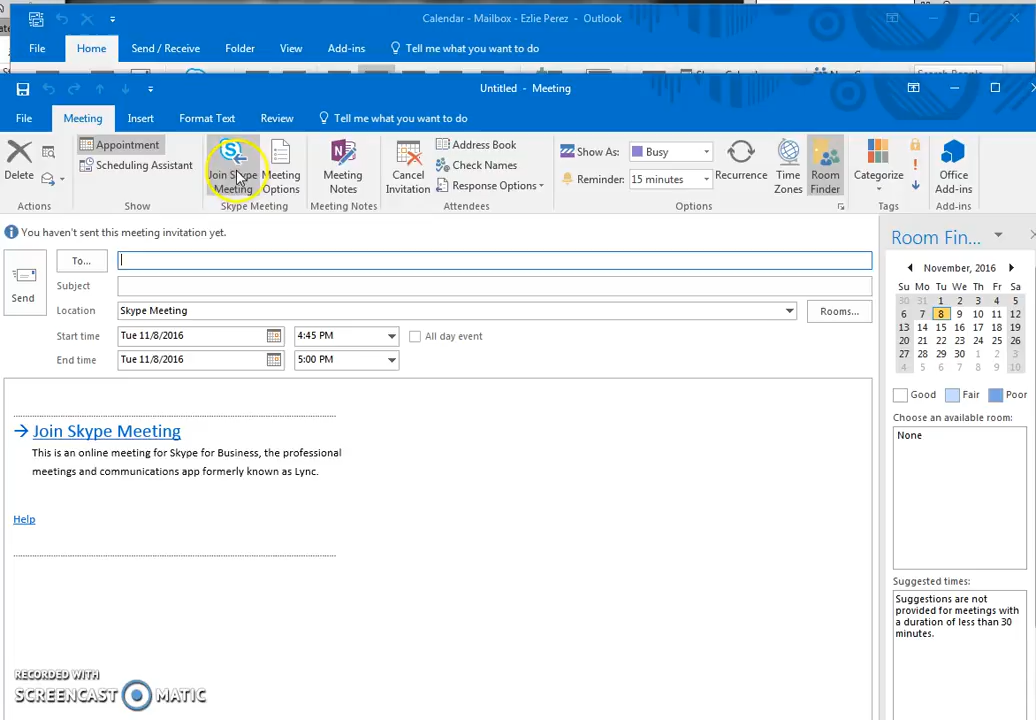 Calendar - Mailbox - Ezlie Perez - Outlook
File Home Send / Receive Folder View Add-ins Tell me what you want to do
Untitled - Meeting
File Meeting Insert Format Text Review Tell me what you want to do
Delete
Actions
Appointment
Scheduling Assistant
Show
Join Skype Meeting
Meeting Options
Skype Meeting
Meeting Notes
Meeting Notes
Cancel Invitation
Address Book
Check Names
Response Options
Attendees
Show As: Busy
Reminder: 15 minutes
Recurrence
Time Zones
Room Finder
Options
Categorize
Tags
Office Add-ins
Add-ins
You haven't sent this meeting invitation yet.
Send
To...
Subject
Location Skype Meeting Rooms...
Start time Tue 11/8/2016 4:45 PM All day event
End time Tue 11/8/2016 5:00 PM
Join Skype Meeting
This is an online meeting for Skype for Business, the professional
meetings and communications app formerly known as Lync.
Help
Room Fin...
November, 2016
Su Mo Tu We Th Fr Sa
30 31 1 2 3 4 5
6 7 8 9 10 11 12
13 14 15 16 17 18 19
20 21 22 23 24 25 26
27 28 29 30 1 2 3
4 5 6 7 8 9 10
Good Fair Poor
Choose an available room:
None
Suggested times:
Suggestions are not
provided for meetings with
a duration of less than 30
minutes.
RECORDED WITH
SCREENCAST MATIC